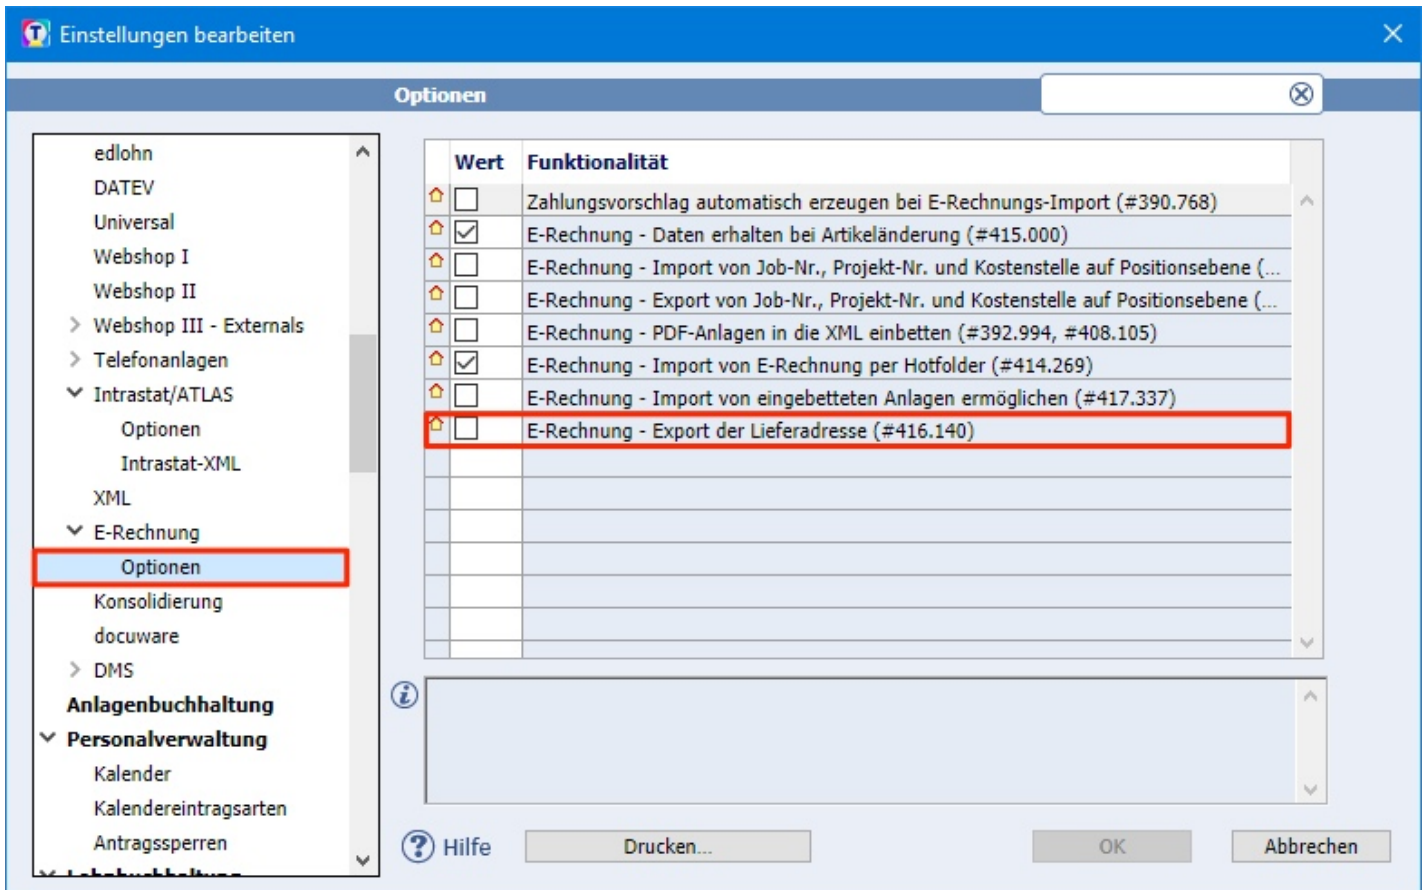 Einstellungen bearbeiten
Optionen
edlohn
DATEV
Universal
Webshop I
Webshop II
Webshop III - Externals
Telefonanlagen
Intrastat/ATLAS
Optionen
Intrastat-XML
XML
E-Rechnung
Optionen
Konsolidierung
docuware
DMS
Anlagenbuchhaltung
Personalverwaltung
Kalender
Kalendereintragsarten
Antragssperren
Wert Funktionalität
Zahlungsvorschlag automatisch erzeugen bei E-Rechnungs-Import (#390.768)
E-Rechnung - Daten erhalten bei Artikeländerung (#415.000)
E-Rechnung - Import von Job-Nr., Projekt-Nr. und Kostenstelle auf Positionsebene (...
E-Rechnung - Export von Job-Nr., Projekt-Nr. und Kostenstelle auf Positionsebene (...
E-Rechnung - PDF-Anlagen in die XML einbetten (#392.994, #408.105)
E-Rechnung - Import von E-Rechnung per Hotfolder (#414.269)
E-Rechnung - Import von eingebetteten Anlagen ermöglichen (#417.337)
E-Rechnung - Export der Lieferadresse (#416.140)
Hilfe
Drucken...
OK
Abbrechen